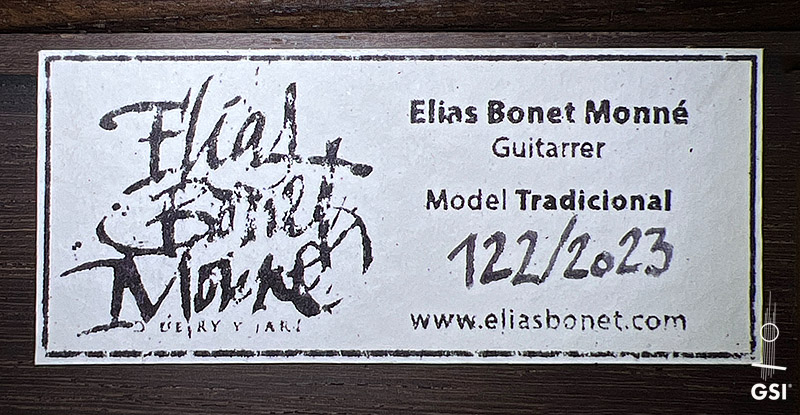 Elias
Bonet
Monné
Elias Bonet Monné
Guitarrer
Model Tradicional
122/2023
www.eliasbonet.com
GSI